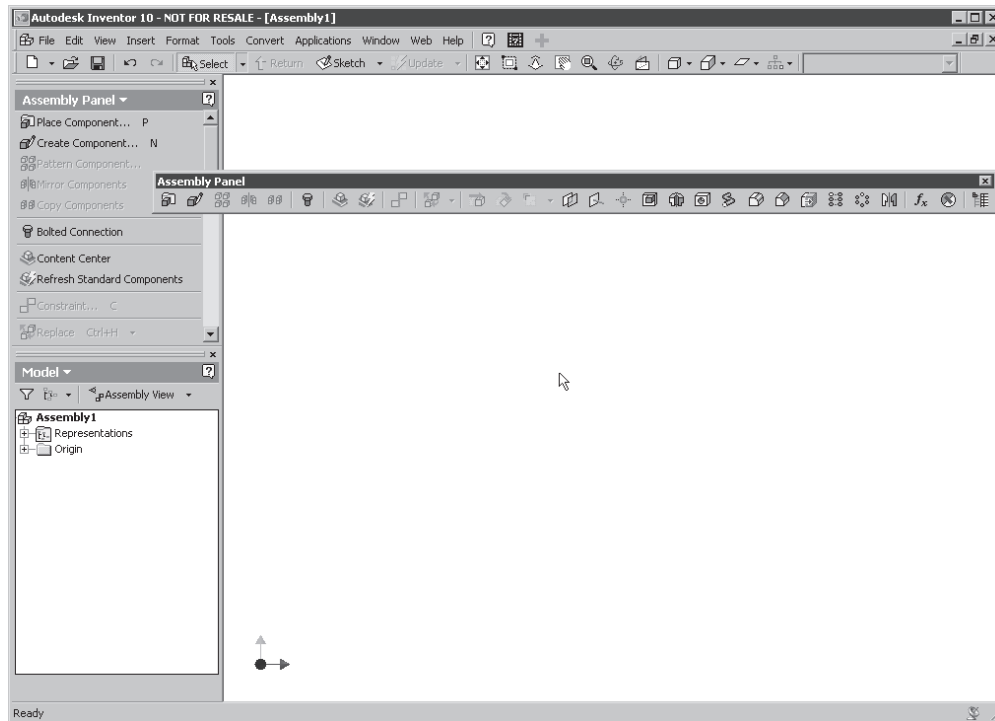 Autodesk Inventor 10 - NOT FOR RESALE - [Assembly1]
File Edit View Insert Format Tools Convert Applications Window Web Help
Select Return Sketch Update
Assembly Panel
Place Component... P
Create Component... N
Pattern Component...
Mirror Components
Assembly Panel
Copy Components
fx
Bolted Connection
Content Center
Refresh Standard Components
Constraint... C
Replace Ctrl+H
Model
Assembly View
Assembly1
Representations
Origin
Ready